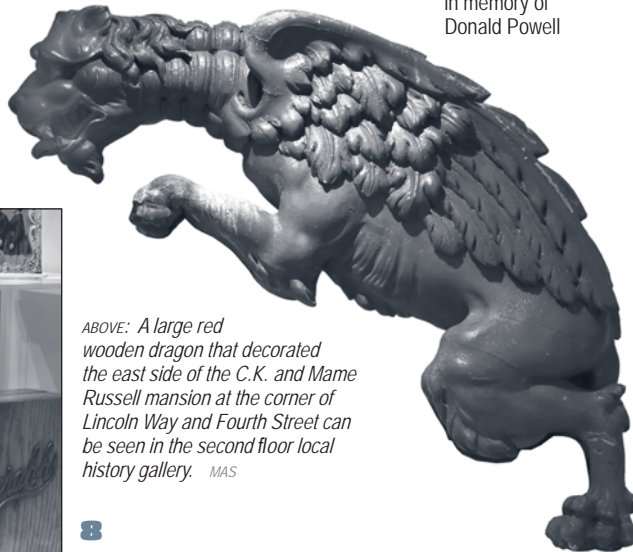 in memory of
Donald Powell
ABOVE: A large red
wooden dragon that decorated
the east side of the C.K. and Mame
Russell mansion at the corner of
Lincoln Way and Fourth Street can
be seen in the second floor local
history gallery. MAS
8